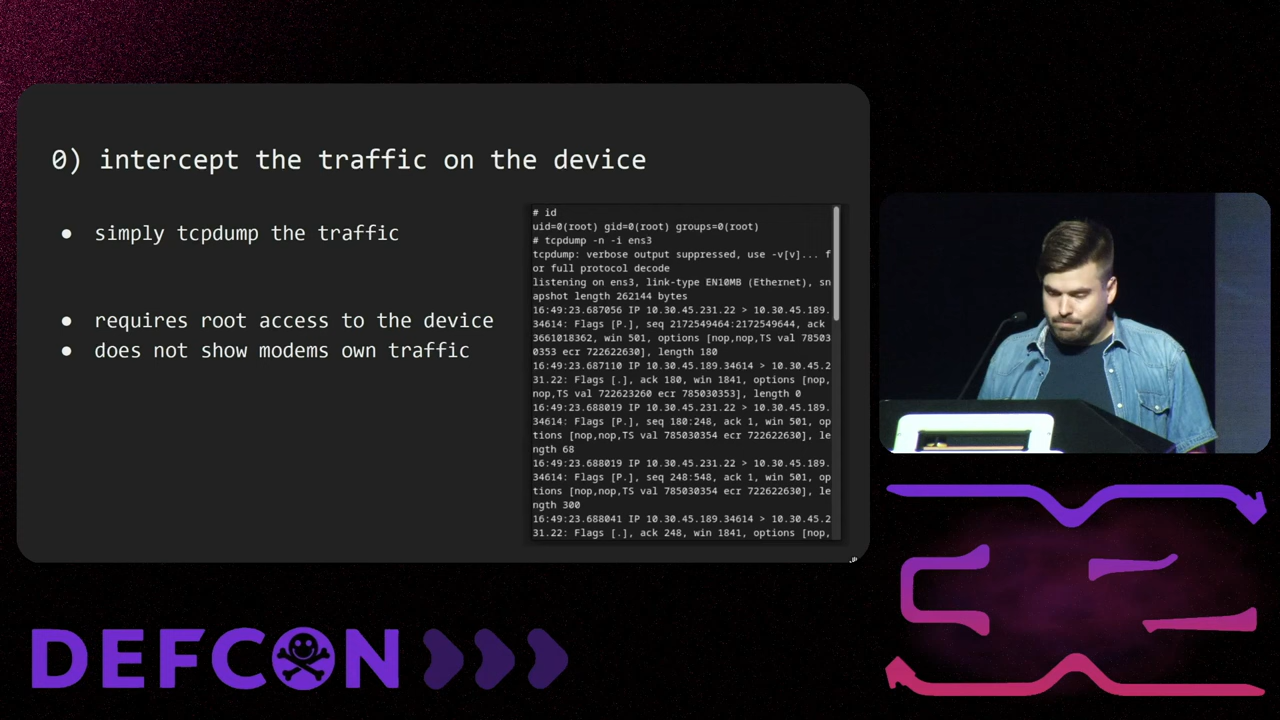 0) intercept the traffic on the device
● simply tcpdump the traffic
● requires root access to the device
● does not show modems own traffic
# id
uid=0(root) gid=0(root) groups=0(root)
# tcpdump -n -i ens3
tcpdump: verbose output suppressed, use -v[v]... f
or full protocol decode
listening on ens3, link-type EN10MB (Ethernet), sn
apshot length 262144 bytes
16:49:23.687056 IP 10.30.45.231.22 > 10.30.45.189.
34614: Flags [P.], seq 2172549464:2172549644, ack
3661018362, win 501, options [nop,nop,TS val 78503
0353 ecr 722622630], length 180
16:49:23.687110 IP 10.30.45.189.34614 > 10.30.45.2
31.22: Flags [.], ack 180, win 1841, options [nop,
nop,TS val 722623260 ecr 785030353], length 0
16:49:23.688019 IP 10.30.45.231.22 > 10.30.45.189.
34614: Flags [P.], seq 180:248, ack 1, win 501, op
tions [nop,nop,TS val 785030354 ecr 722622630], le
ngth 68
16:49:23.688019 IP 10.30.45.231.22 > 10.30.45.189.
34614: Flags [P.], seq 248:548, ack 1, win 501, op
tions [nop,nop,TS val 785030354 ecr 722622630], le
ngth 300
16:49:23.688041 IP 10.30.45.189.34614 > 10.30.45.2
31.22: Flags [.], ack 248, win 1841, options [nop,
DEFCON